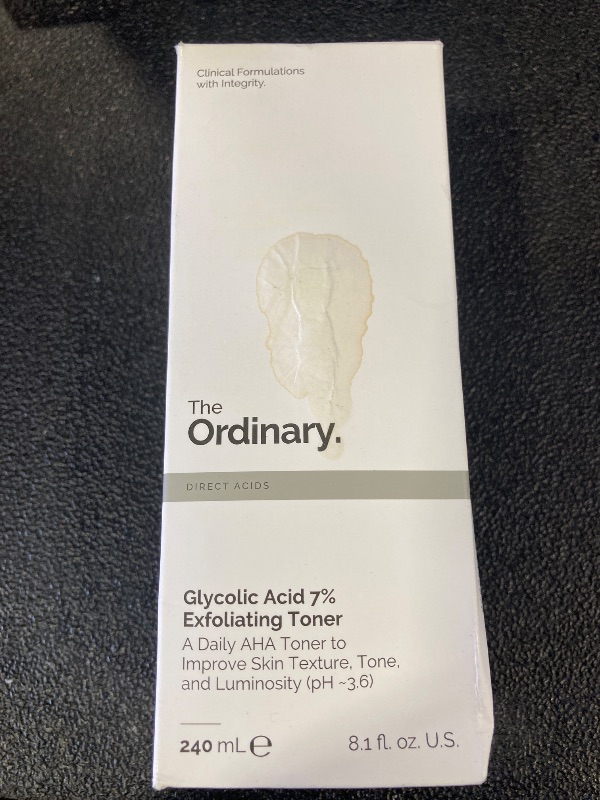 Clinical Formulations
with Integrity.
The
Ordinary.
DIRECT ACIDS
Glycolic Acid 7%
Exfoliating Toner
A Daily AHA Toner to
Improve Skin Texture, Tone,
and Luminosity (pH ~3.6)
240 mL ℮ 8.1 fl. oz. U.S.